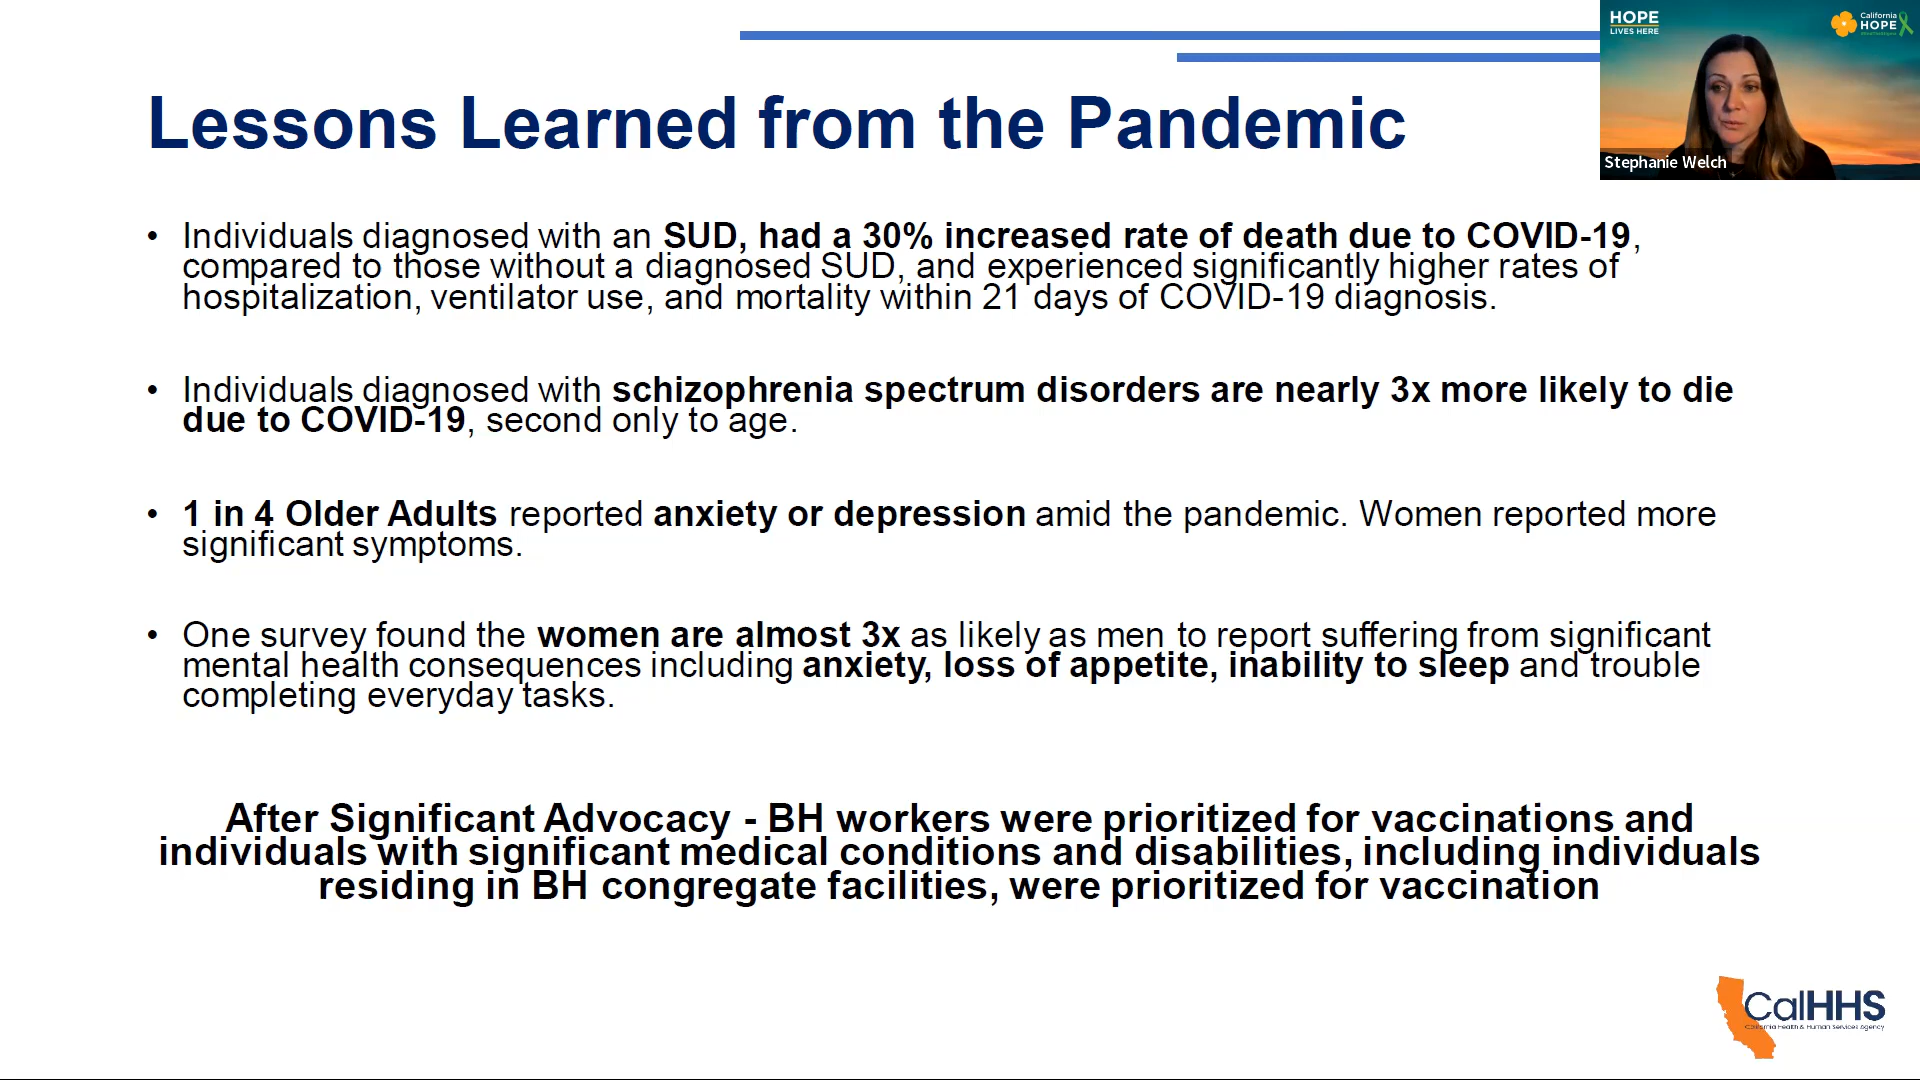 HOPE
LIVES HERE
California
HOPE
Stephanie Welch
Lessons Learned from the Pandemic
• Individuals diagnosed with an SUD, had a 30% increased rate of death due to COVID-19,
compared to those without a diagnosed SUD, and experienced significantly higher rates of
hospitalization, ventilator use, and mortality within 21 days of COVID-19 diagnosis.
• Individuals diagnosed with schizophrenia spectrum disorders are nearly 3x more likely to die
due to COVID-19, second only to age.
• 1 in 4 Older Adults reported anxiety or depression amid the pandemic. Women reported more
significant symptoms.
• One survey found the women are almost 3x as likely as men to report suffering from significant
mental health consequences including anxiety, loss of appetite, inability to sleep and trouble
completing everyday tasks.
After Significant Advocacy - BH workers were prioritized for vaccinations and
individuals with significant medical conditions and disabilities, including individuals
residing in BH congregate facilities, were prioritized for vaccination
CalHHS
California Health & Human Services Agency